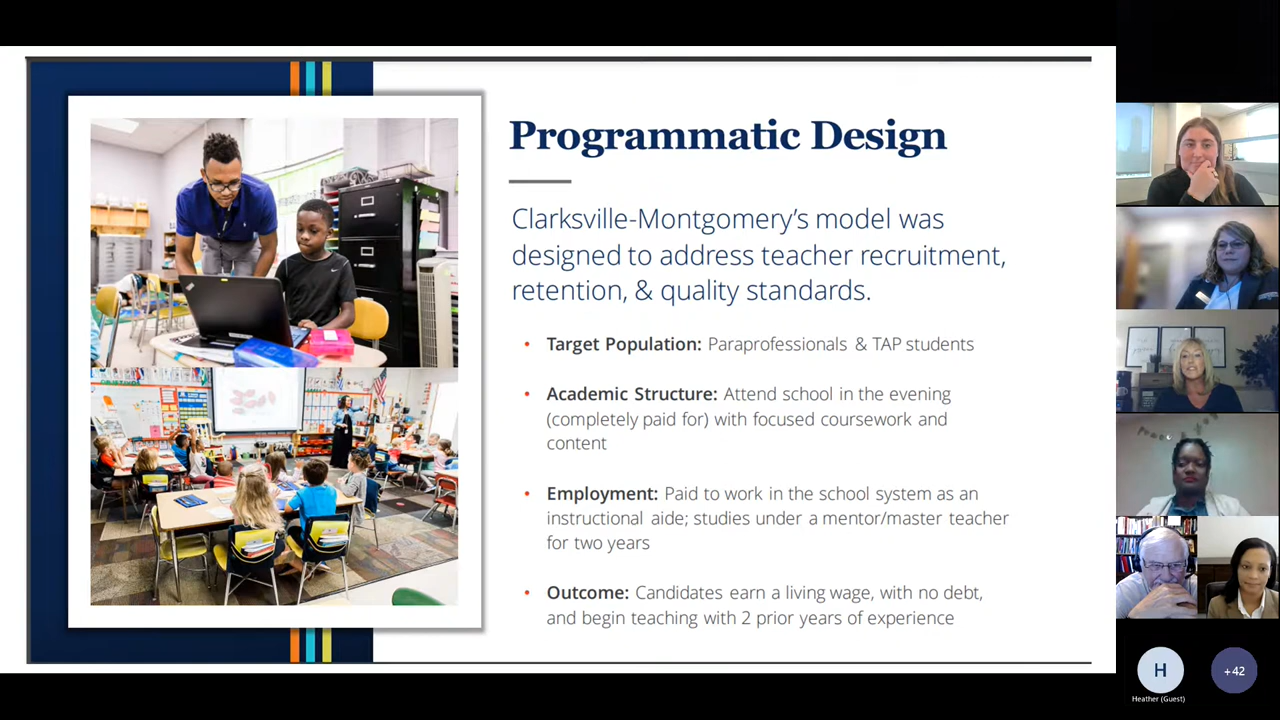 Programmatic Design
Clarksville-Montgomery’s model was
designed to address teacher recruitment,
retention, & quality standards.
• Target Population: Paraprofessionals & TAP students
• Academic Structure: Attend school in the evening
(completely paid for) with focused coursework and
content
• Employment: Paid to work in the school system as an
instructional aide; studies under a mentor/master teacher
for two years
• Outcome: Candidates earn a living wage, with no debt,
and begin teaching with 2 prior years of experience
H
+42
Heather (Guest)